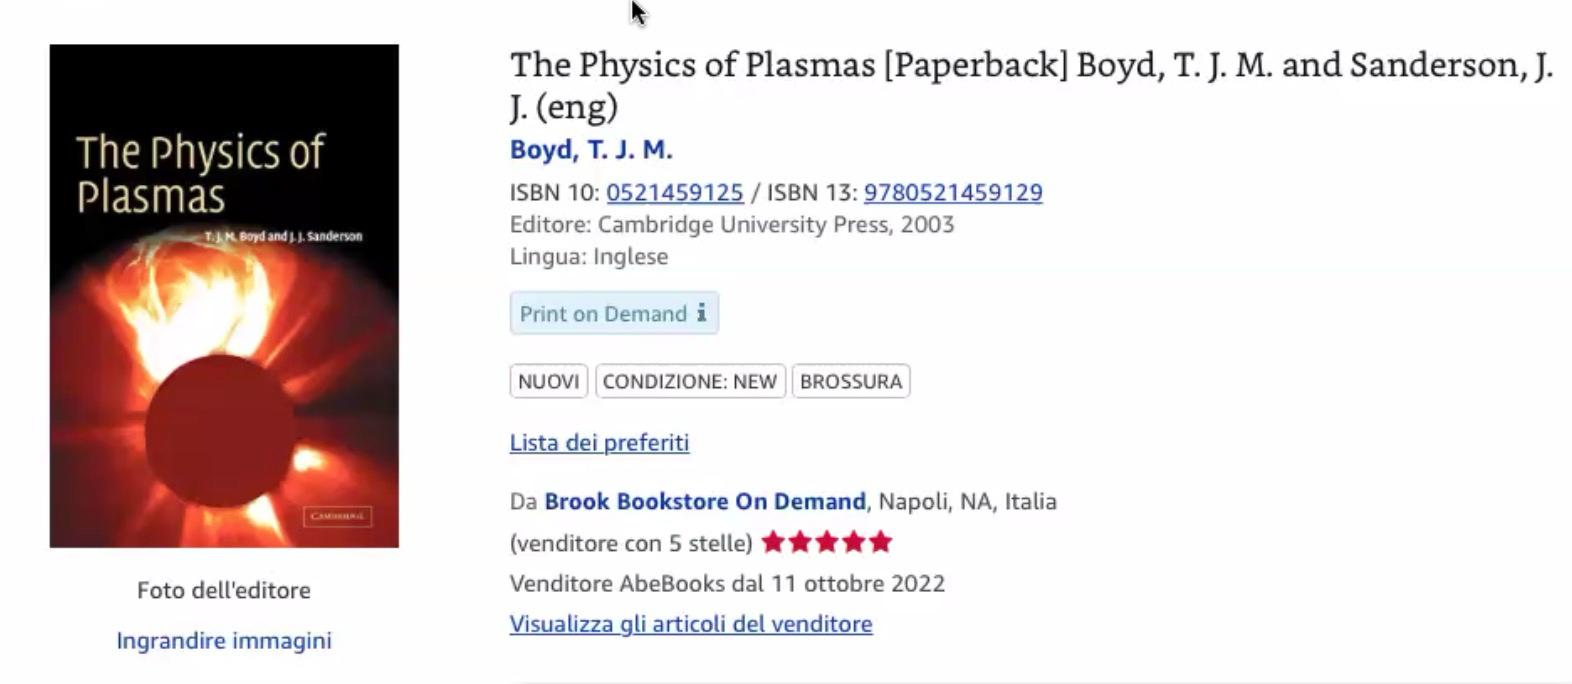 The Physics of
Plasmas
T. J. M. Boyd and J. J. Sanderson
CAMBRIDGE
Foto dell'editore
Ingrandire immagini
The Physics of Plasmas [Paperback] Boyd, T. J. M. and Sanderson, J.
J. (eng)
Boyd, T. J. M.
ISBN 10: 0521459125 / ISBN 13: 9780521459129
Editore: Cambridge University Press, 2003
Lingua: Inglese
Print on Demand
NUOVI CONDIZIONE: NEW BROSSURA
Lista dei preferiti
Da Brook Bookstore On Demand, Napoli, NA, Italia
(venditore con 5 stelle)
Venditore AbeBooks dal 11 ottobre 2022
Visualizza gli articoli del venditore